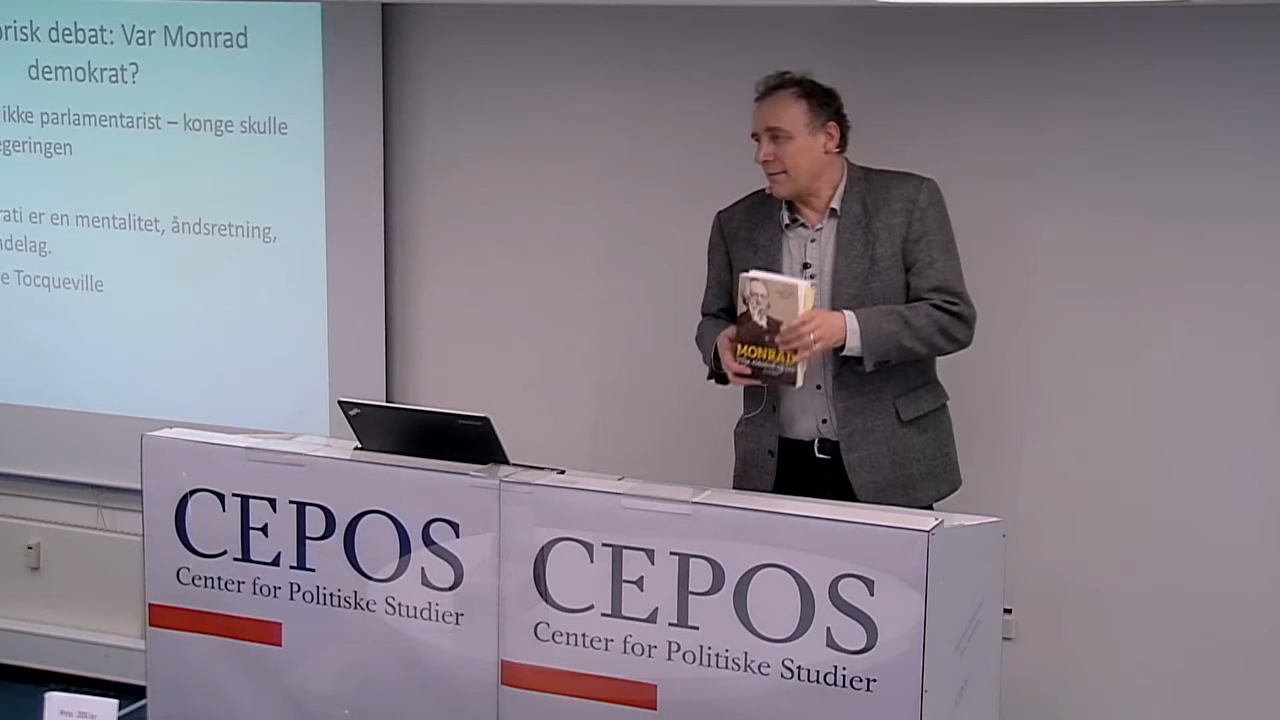 risk debat: Var Monrad
demokrat?
ikke parlamentarist – konge skulle
egeringen
rati er en mentalitet, åndsretning,
ndelag.
e Tocqueville
MONRAD
CEPOS
Center for Politiske Studier
CEPOS
Center for Politiske Studier